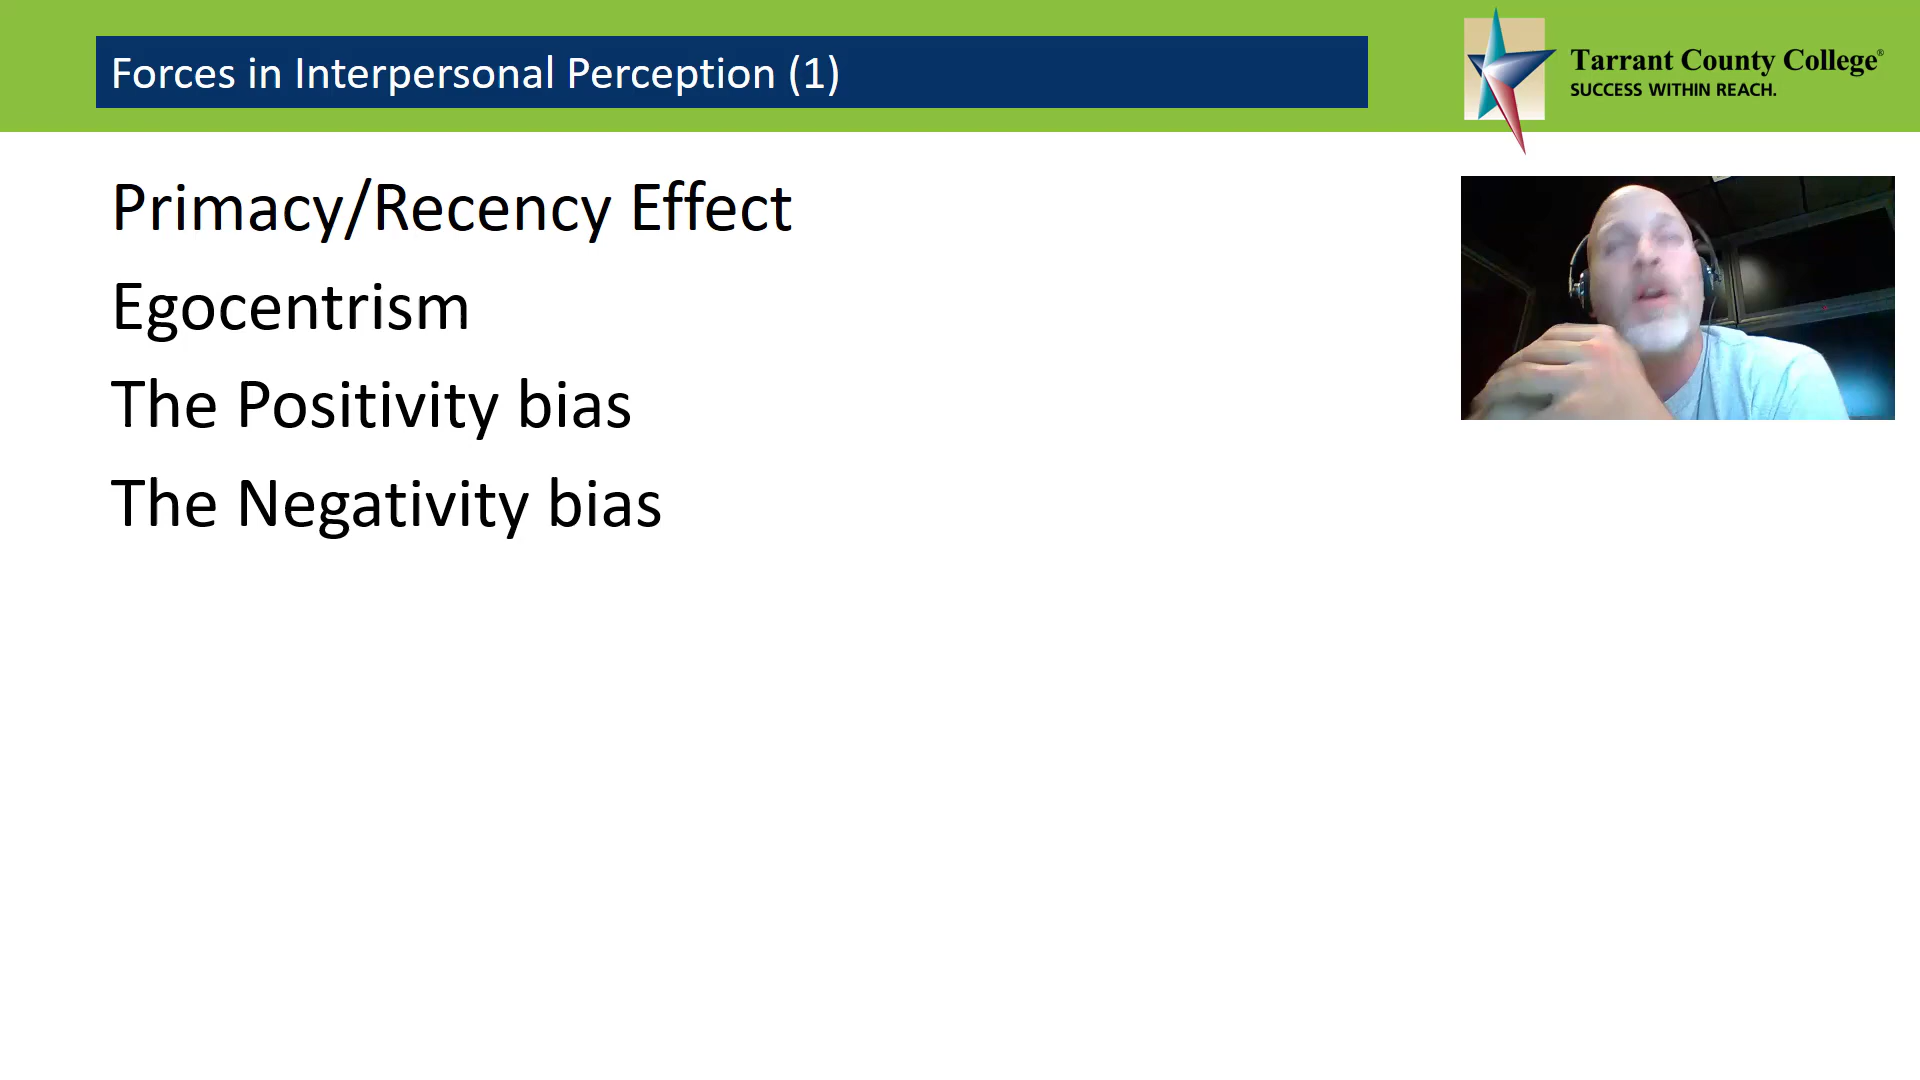 Forces in Interpersonal Perception (1)
Tarrant County College®
SUCCESS WITHIN REACH.
Primacy/Recency Effect
Egocentrism
The Positivity bias
The Negativity bias